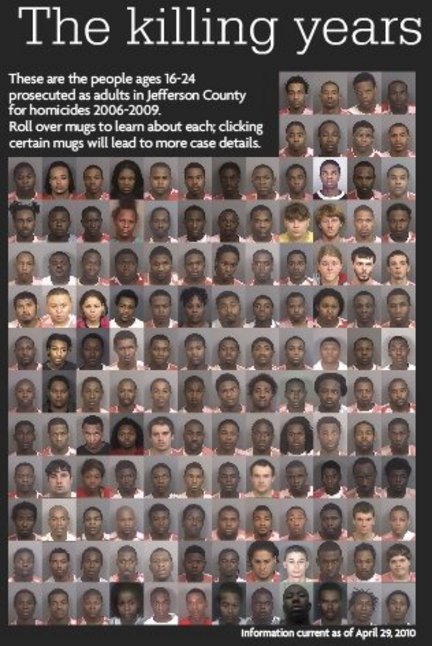 The killing years
These are the people ages 16-24
prosecuted as adults in Jefferson County
for homicides 2006-2009.
Roll over mugs to learn about each; clicking
certain mugs will lead to more case details.
Information current as of April 29, 2010